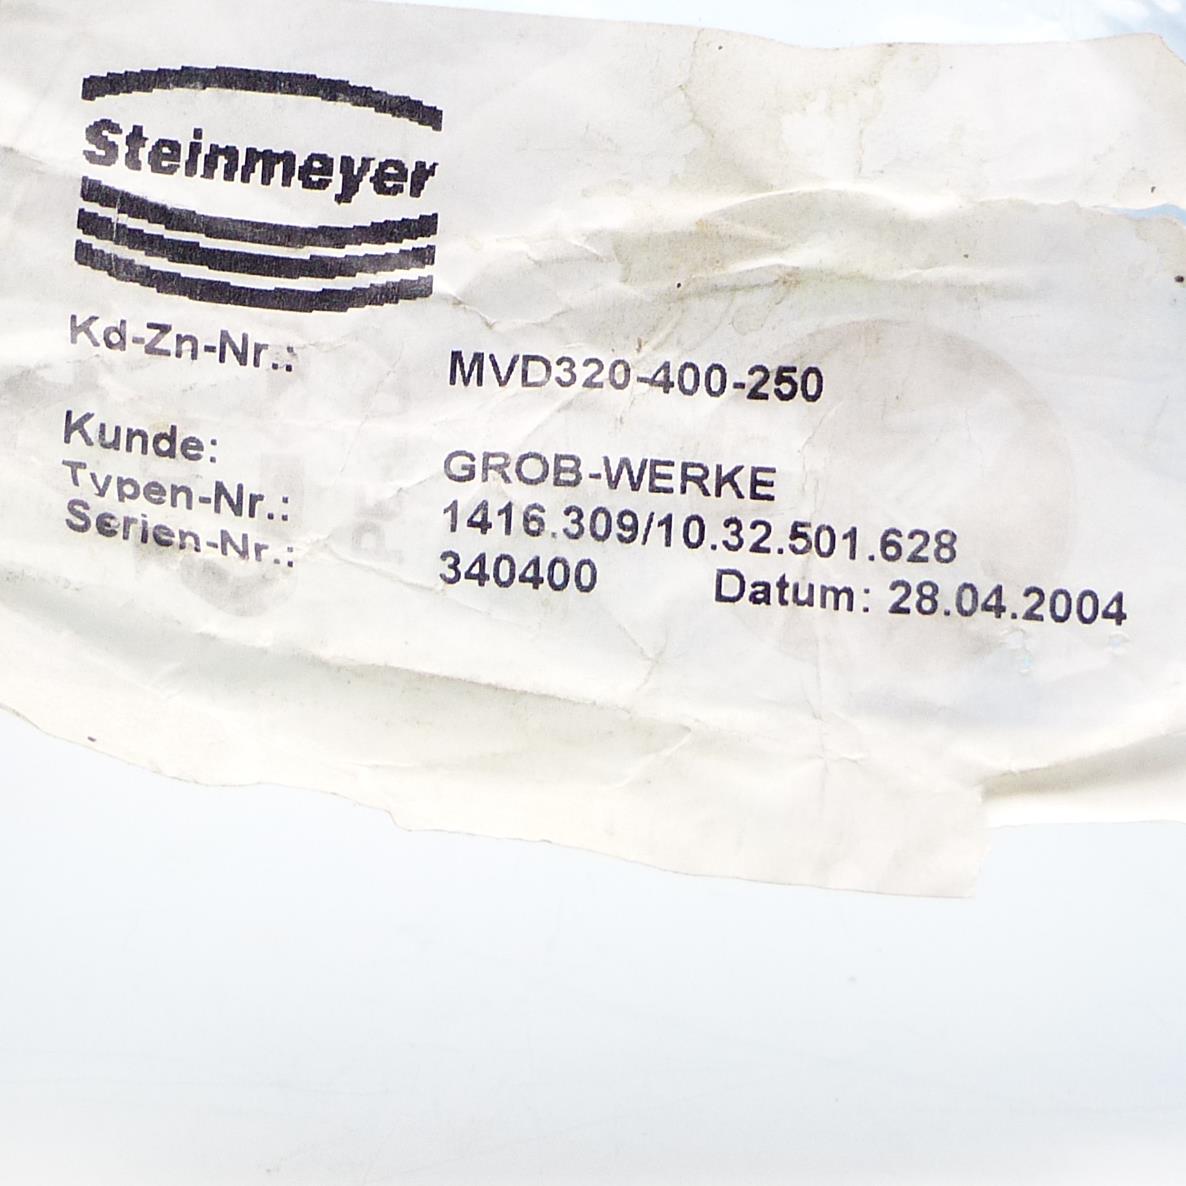 Steinmeyer
Kd-Zn-Nr.: MVD320-400-250
Kunde: GROB-WERKE
Typen-Nr.: 1416.309/10.32.501.628
Serien-Nr.: 340400 Datum: 28.04.2004